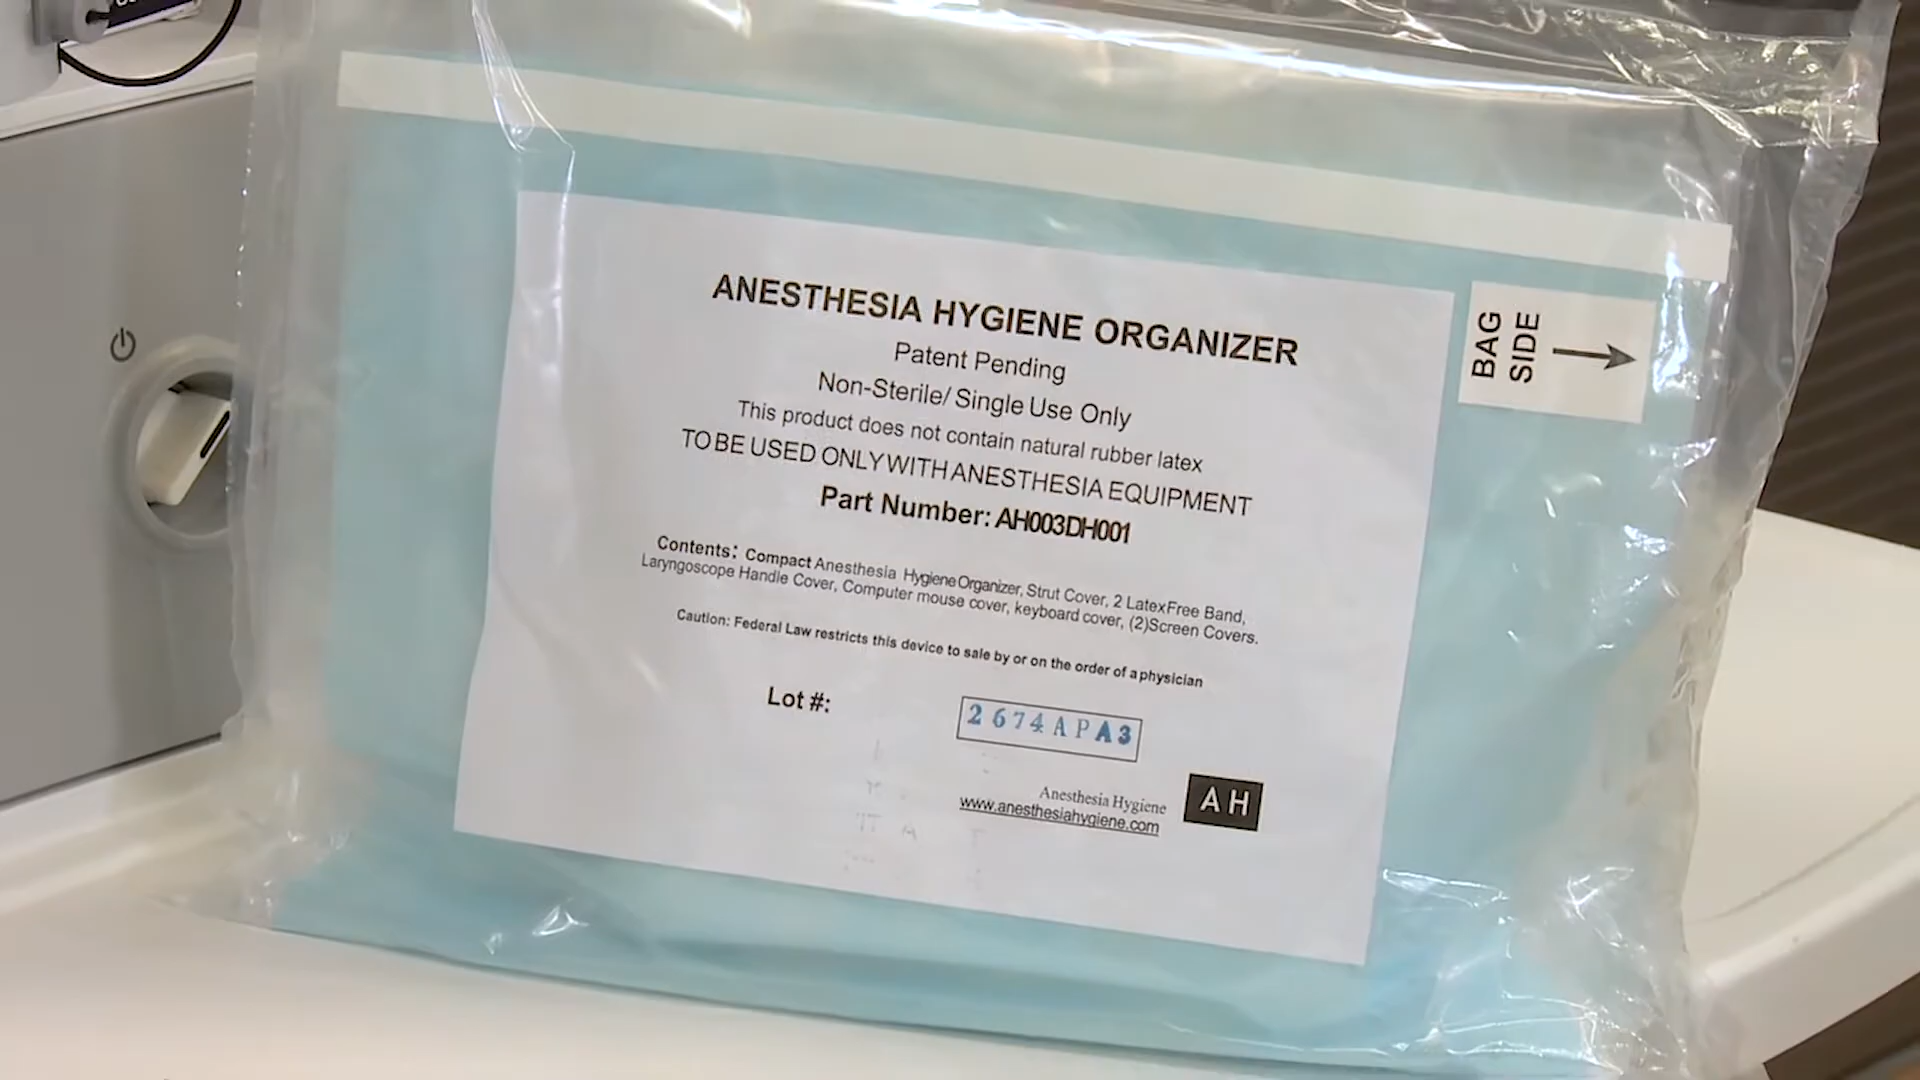 ANESTHESIA HYGIENE ORGANIZER
Patent Pending
Non-Sterile/ Single Use Only
This product does not contain natural rubber latex
TO BE USED ONLY WITH ANESTHESIA EQUIPMENT
Part Number: AH003DH001
Contents: Compact Anesthesia Hygiene Organizer, Strut Cover, 2 Latex Free Band,
Laryngoscope Handle Cover, Computer mouse cover, keyboard cover, (2)Screen Covers.
Caution: Federal Law restricts this device to sale by or on the order of a physician
Lot #: 2674APA3
Anesthesia Hygiene
www.anesthesiahygiene.com
AH
BAG
SIDE